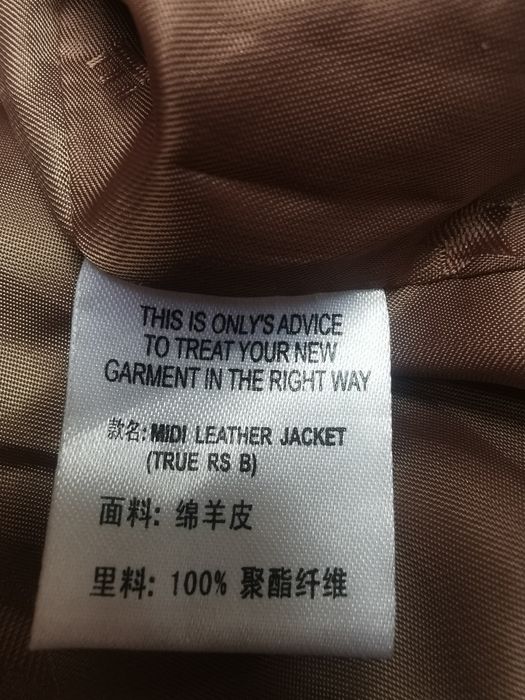 THIS IS ONLY'S ADVICE
TO TREAT YOUR NEW
GARMENT IN THE RIGHT WAY
款名: MIDI LEATHER JACKET
(TRUE RS B)
面料: 绵羊皮
里料: 100% 聚酯纤维